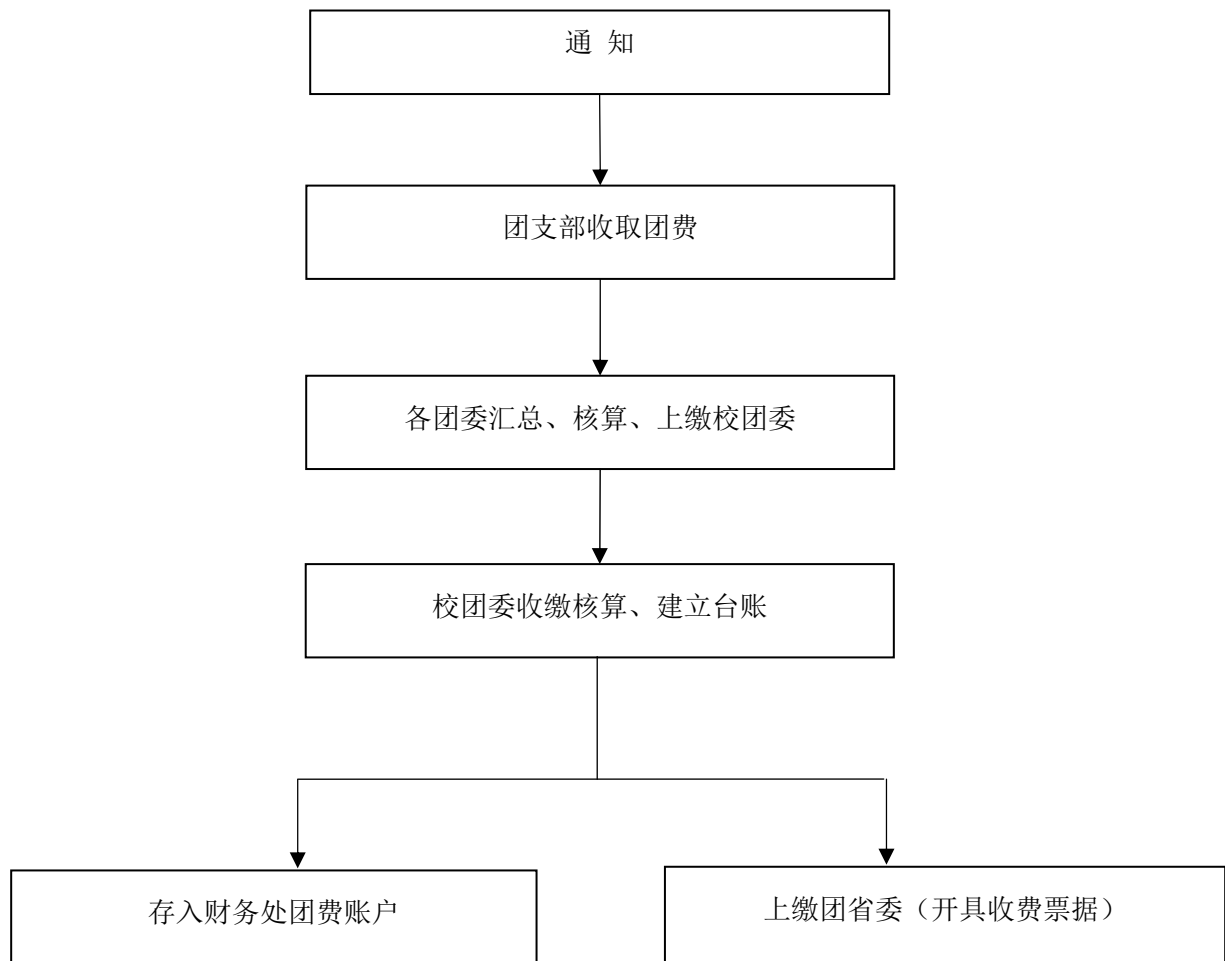 通 知
团支部收取团费
各团委汇总、核算、上缴校团委
校团委收缴核算、建立台账
存入财务处团费账户
上缴团省委（开具收费票据）